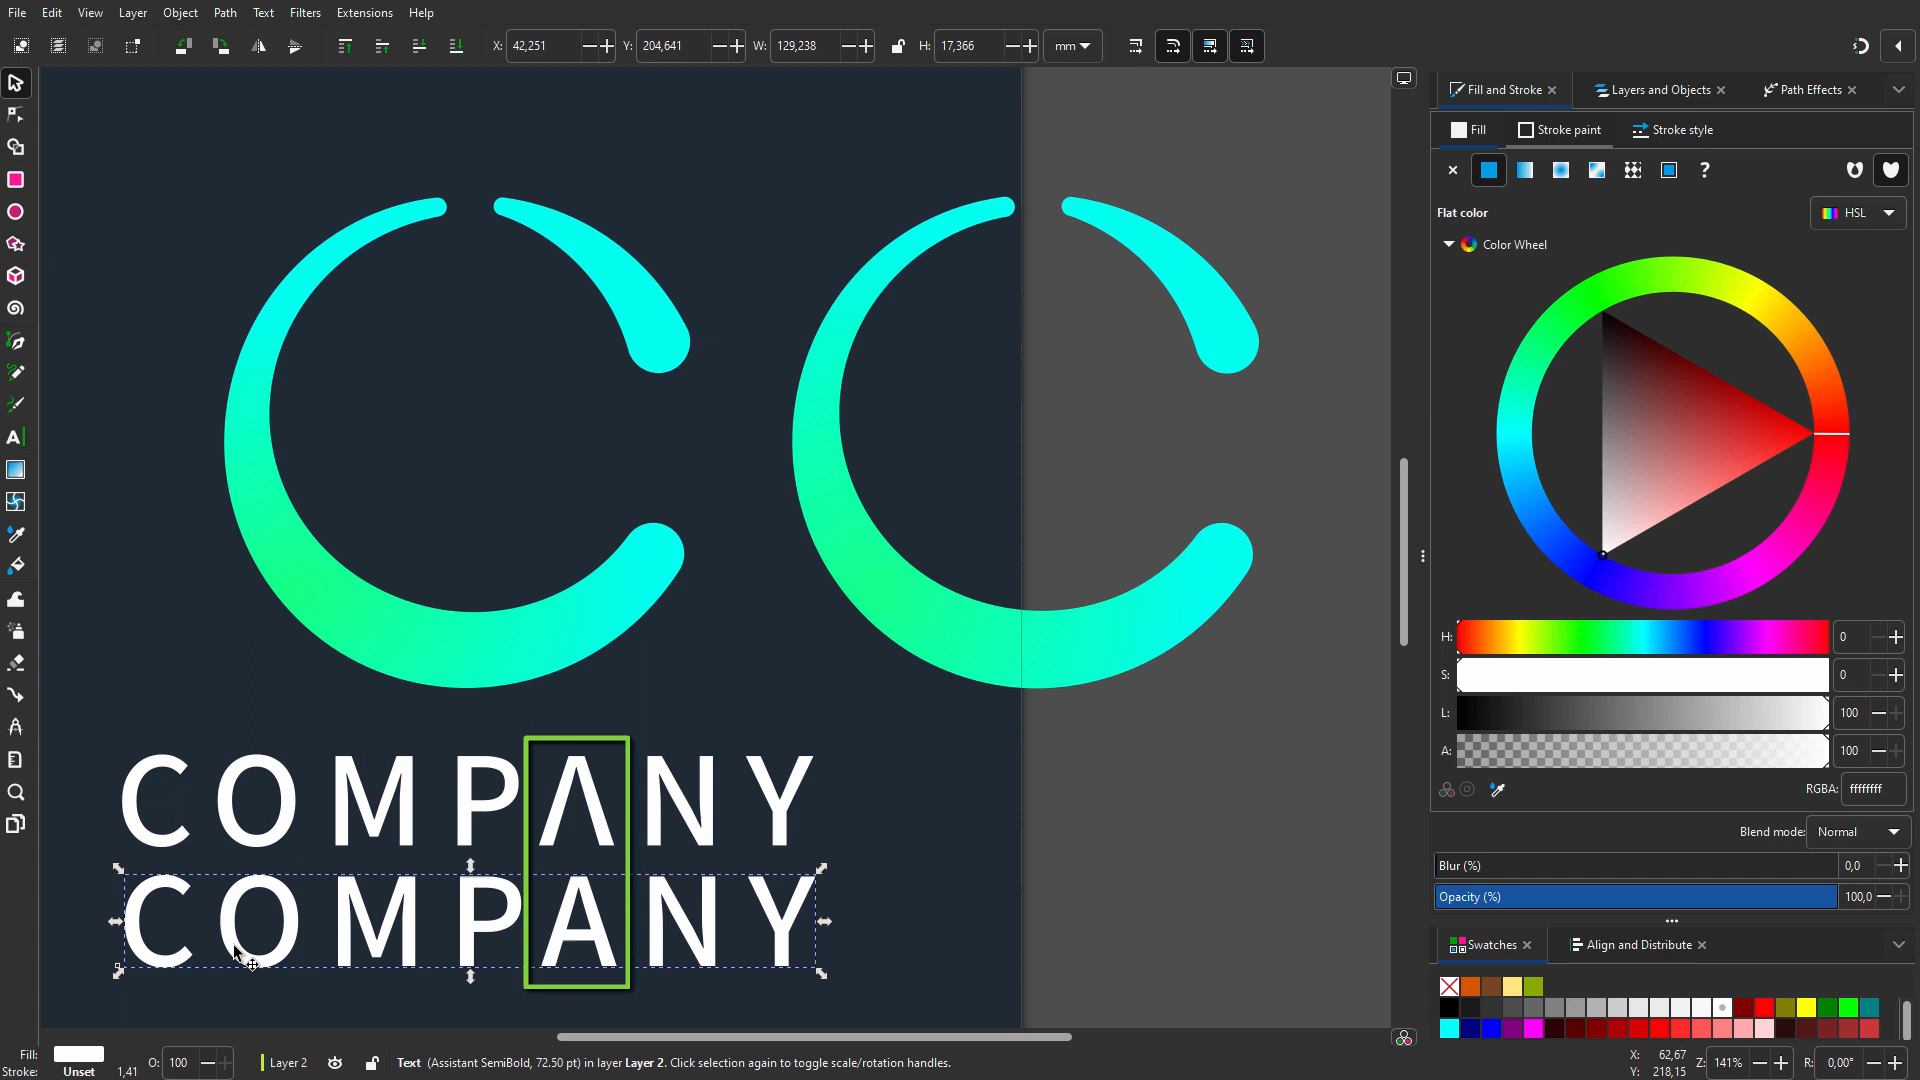 File Edit View Layer Object Path Text Filters Extensions Help
X: 42,251 Y: 204,641 W: 129,238 H: 17,366 mm
Fill and Stroke Layers and Objects Path Effects
Fill Stroke paint Stroke style
?
Flat color HSL
Color Wheel
H: 0
S: 0
L: 100
A: 100
RGBA: ffffffff
Blend mode: Normal
Blur (%) 0,0
Opacity (%) 100,0
Swatches Align and Distribute
COMPΛNY
COMPANY
Fill: O: 100 Layer 2 Text (Assistant SemiBold, 72.50 pt) in layer Layer 2. Click selection again to toggle scale/rotation handles. X: 62,67 Z: 141% R: 0,00°
Stroke: Unset 1,41 Y: 218,15